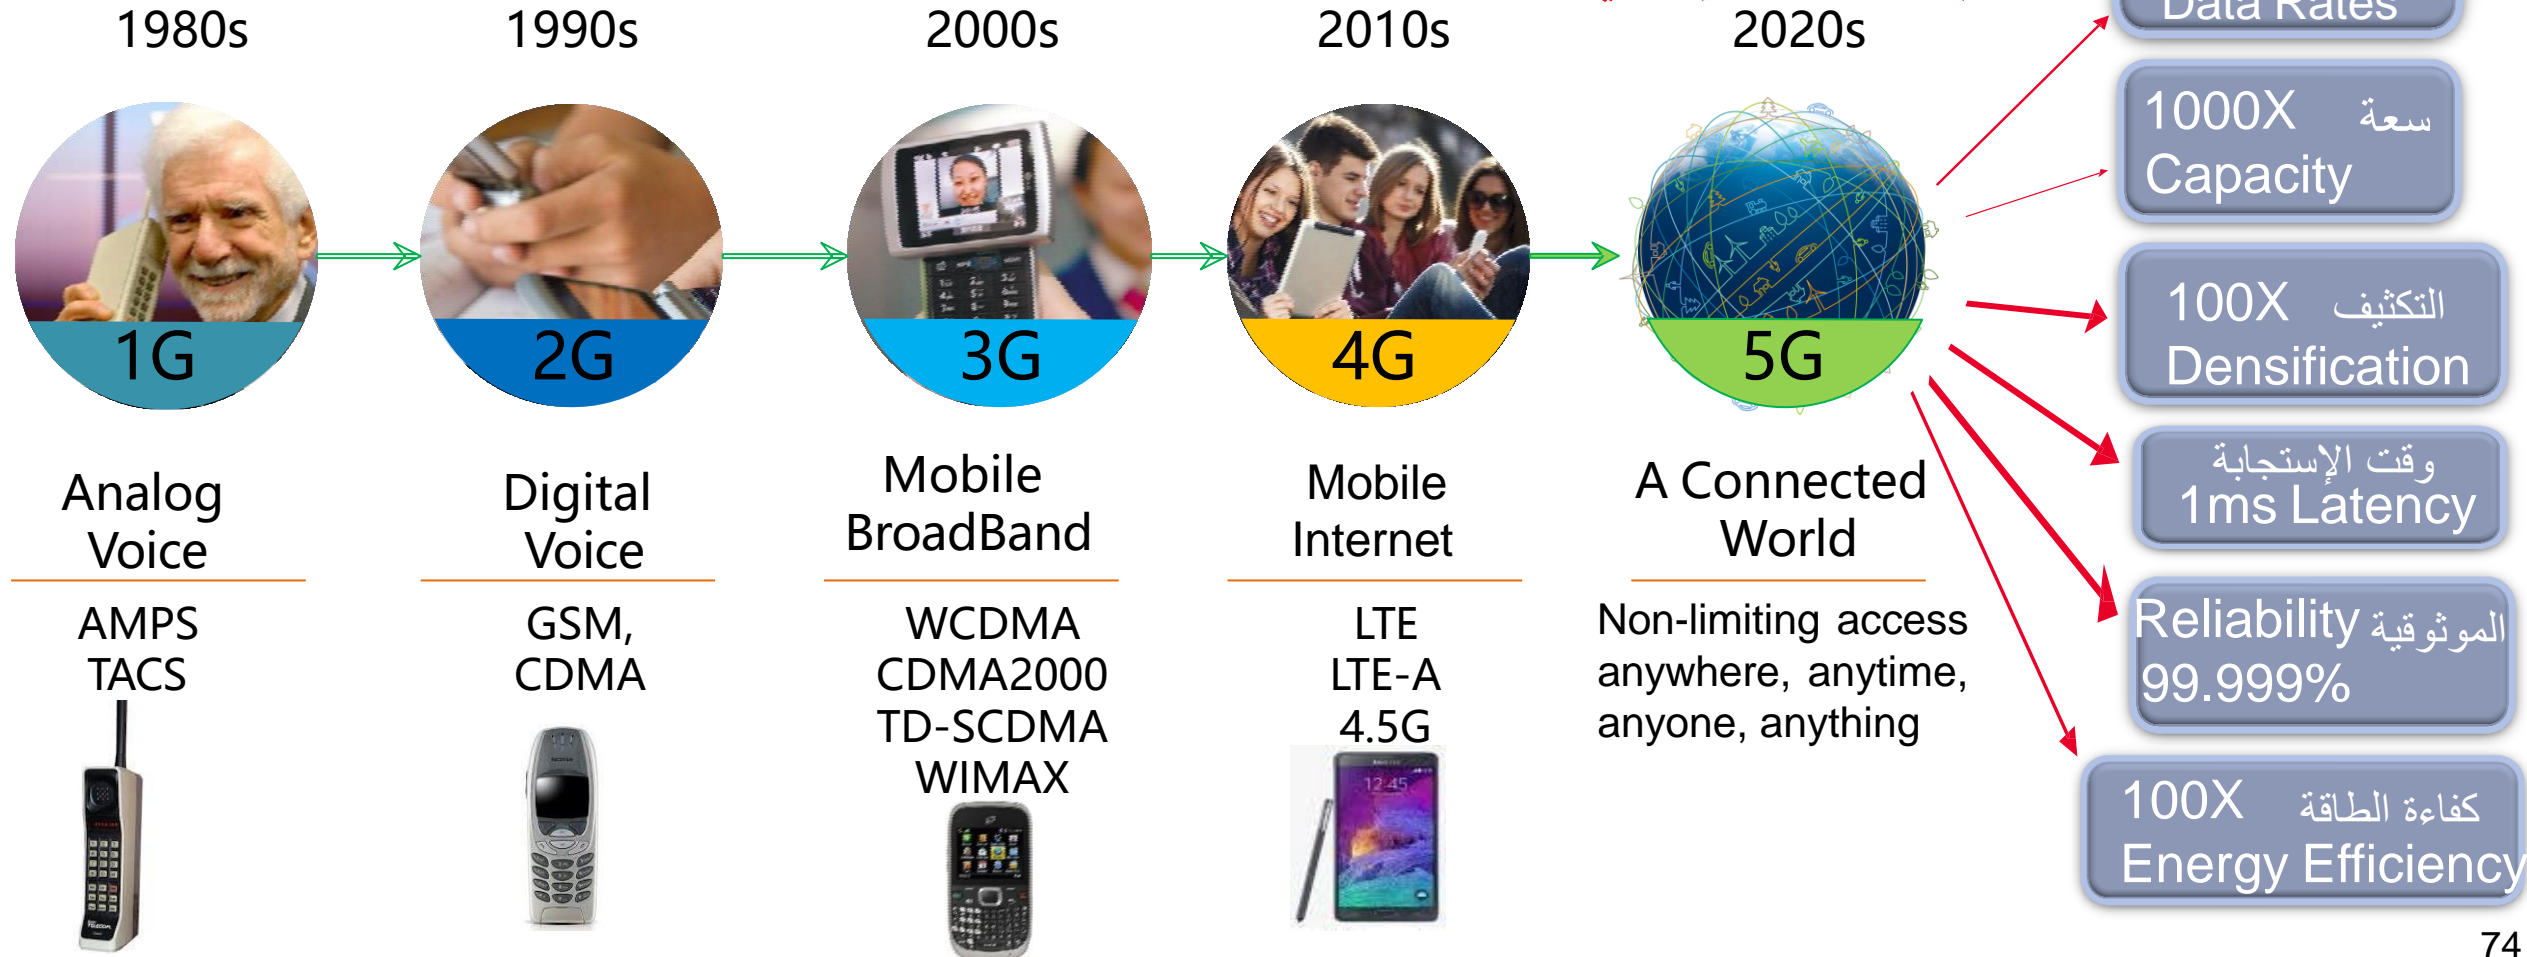 1980s
1990s
2000s
2010s
2020s
1G
2G
3G
4G
5G
Analog
Voice
Digital
Voice
Mobile
BroadBand
Mobile
Internet
A Connected
World
AMPS
TACS
GSM,
CDMA
WCDMA
CDMA2000
TD-SCDMA
WIMAX
LTE
LTE-A
4.5G
12:45
Non-limiting access
anywhere, anytime,
anyone, anything
Data Rates
1000X سعة
Capacity
100X التكثيف
Densification
وقت الإستجابة
1ms Latency
Reliability الموثوقية
99.999%
100X كفاءة الطاقة
Energy Efficiency
74